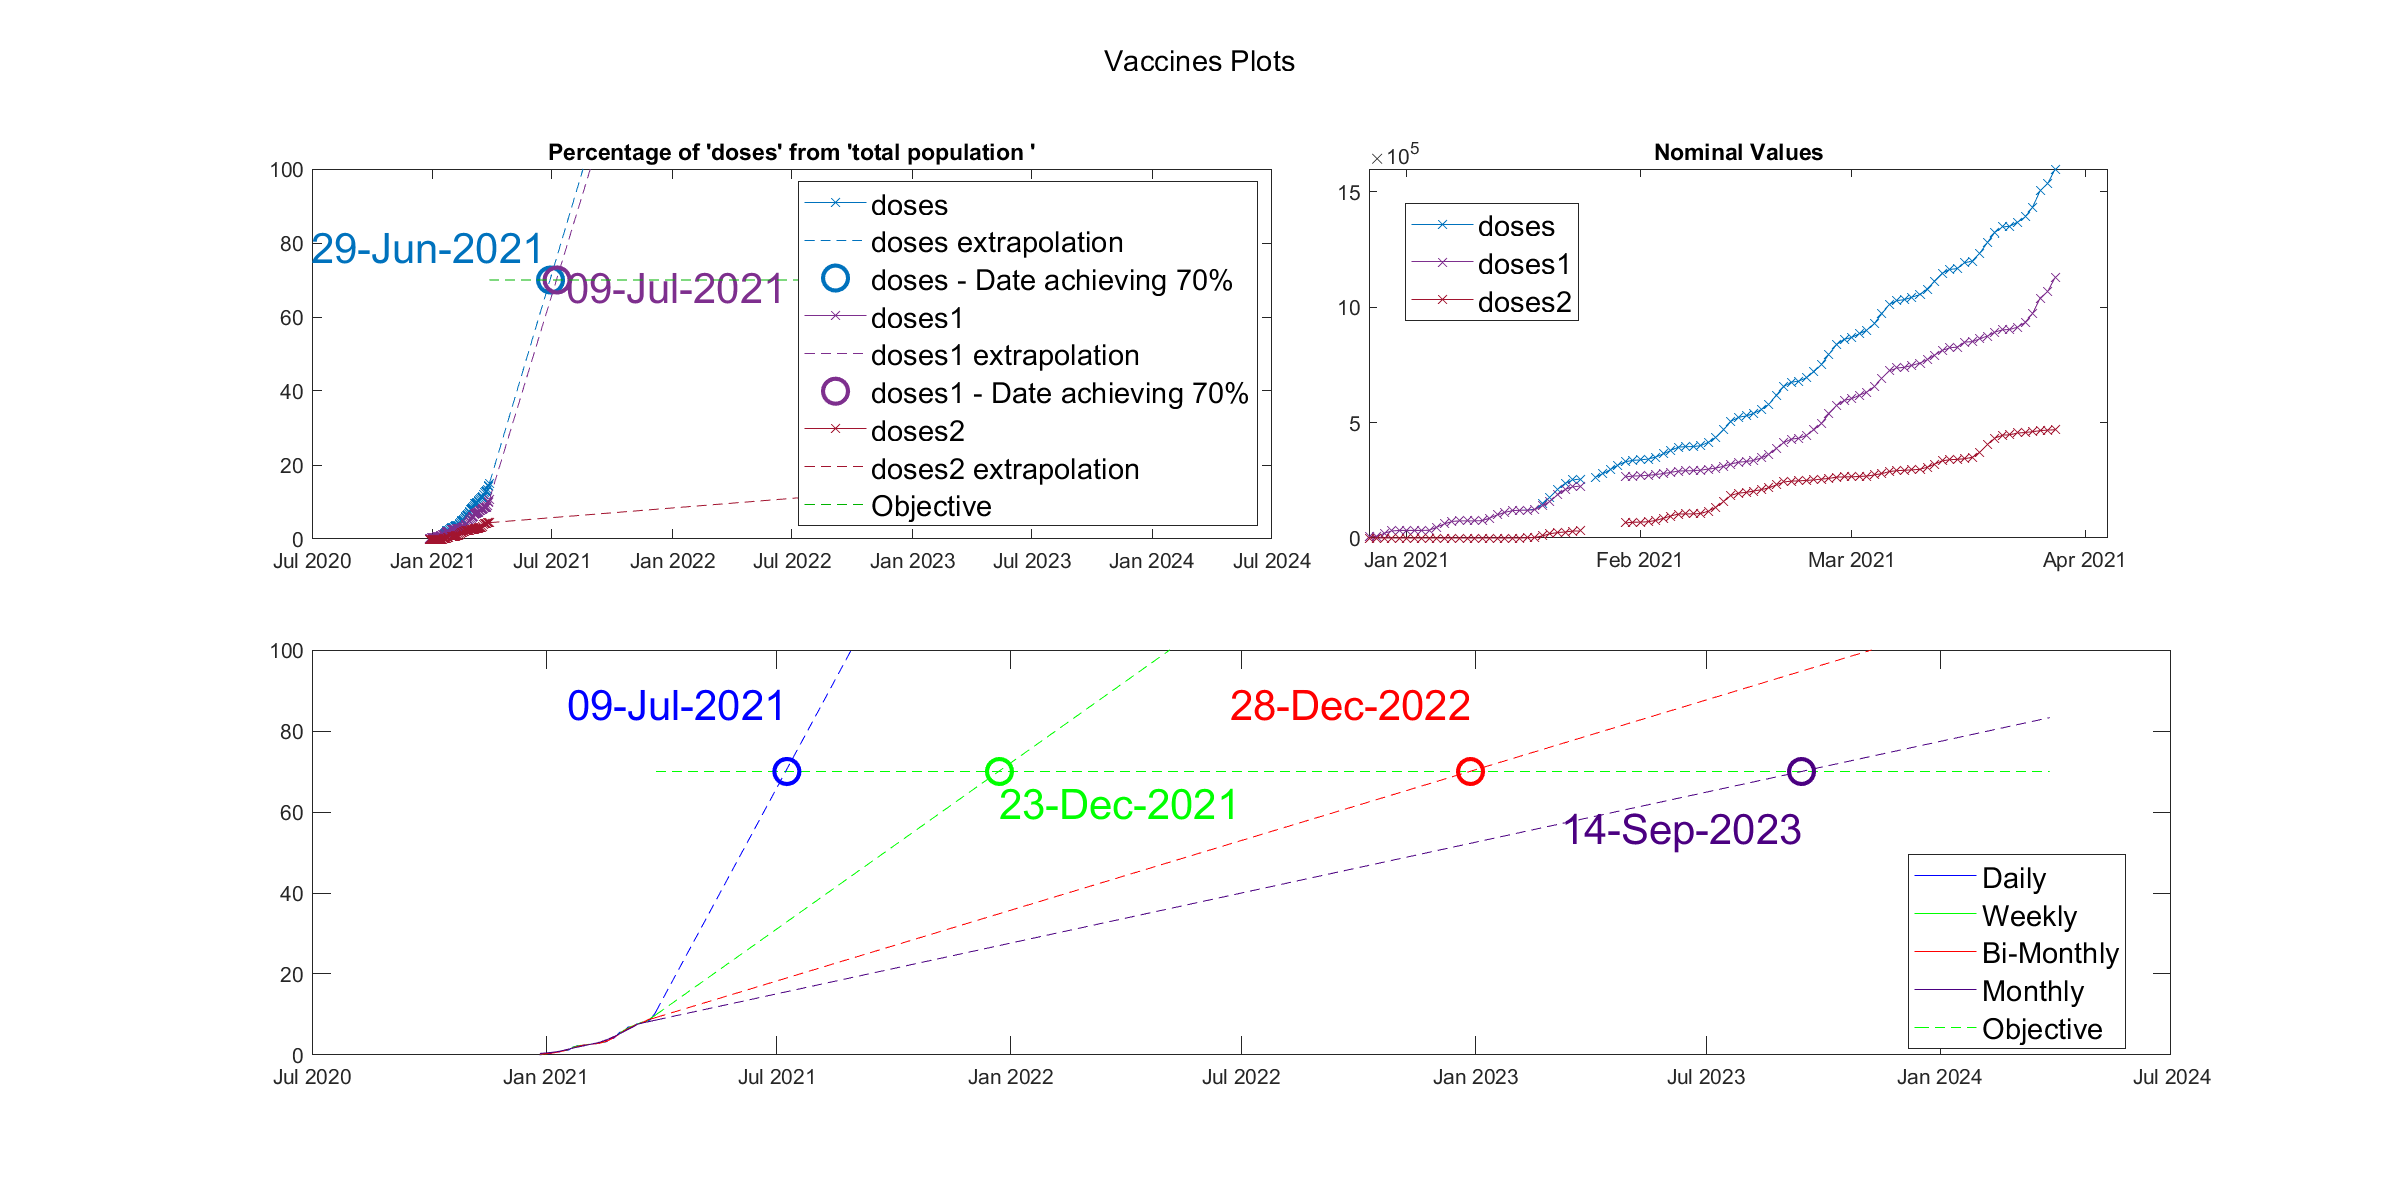 Vaccines Plots
Percentage of 'doses' from 'total population '
100
80
60
40
20
0
Jul 2020
Jan 2021
Jul 2021
Jan 2022
Jul 2022
Jan 2023
Jul 2023
Jan 2024
Jul 2024
29-Jun-2021
09-Jul-2021
doses
doses extrapolation
doses - Date achieving 70%
doses1
doses1 extrapolation
doses1 - Date achieving 70%
doses2
doses2 extrapolation
Objective
Nominal Values
×10⁵
15
10
5
0
Jan 2021
Feb 2021
Mar 2021
Apr 2021
doses
doses1
doses2
100
80
60
40
20
0
Jul 2020
Jan 2021
Jul 2021
Jan 2022
Jul 2022
Jan 2023
Jul 2023
Jan 2024
Jul 2024
09-Jul-2021
23-Dec-2021
28-Dec-2022
14-Sep-2023
Daily
Weekly
Bi-Monthly
Monthly
Objective